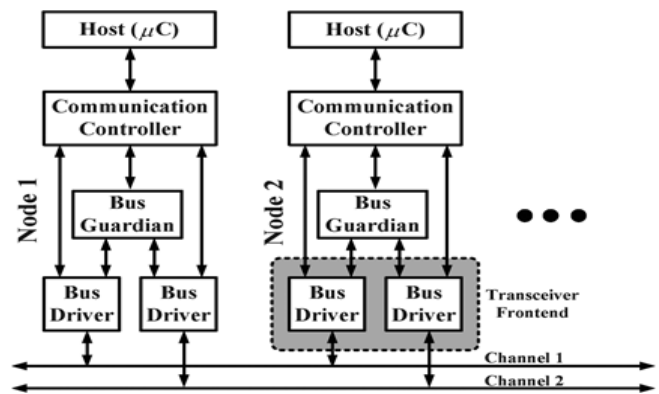 Host (μC)
Communication
Controller
Node 1
Bus
Guardian
Bus
Driver
Bus
Driver
Host (μC)
Communication
Controller
Node 2
Bus
Guardian
Bus
Driver
Bus
Driver
Transceiver
Frontend
Channel 1
Channel 2